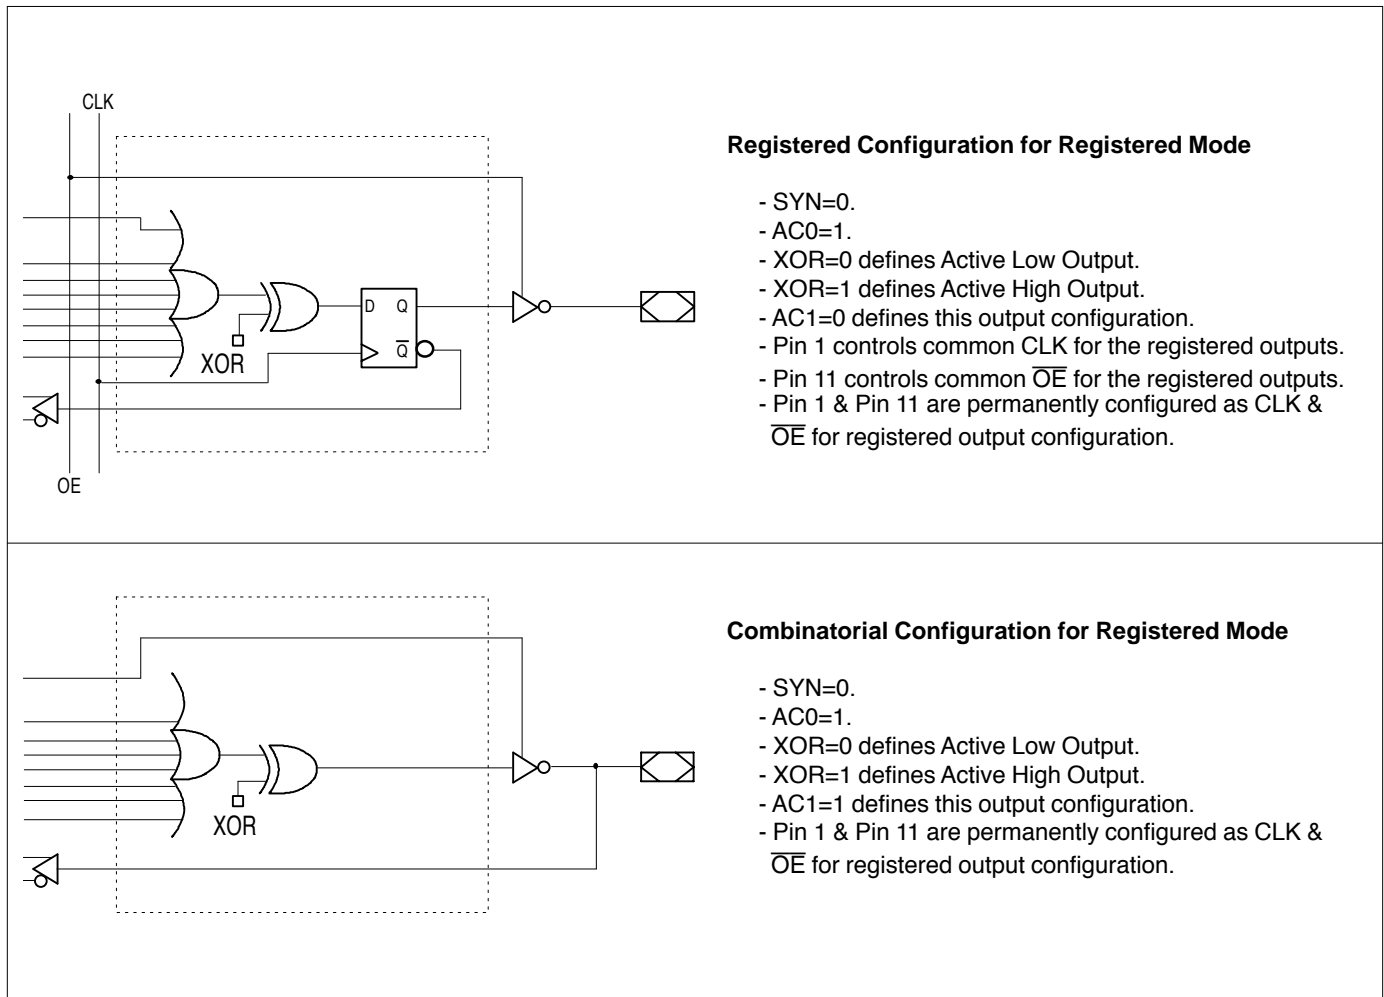 CLK
XOR
D Q
Q̅
OE
Registered Configuration for Registered Mode
- SYN=0.
- AC0=1.
- XOR=0 defines Active Low Output.
- XOR=1 defines Active High Output.
- AC1=0 defines this output configuration.
- Pin 1 controls common CLK for the registered outputs.
- Pin 11 controls common O̅E̅ for the registered outputs.
- Pin 1 & Pin 11 are permanently configured as CLK &
O̅E̅ for registered output configuration.
XOR
Combinatorial Configuration for Registered Mode
- SYN=0.
- AC0=1.
- XOR=0 defines Active Low Output.
- XOR=1 defines Active High Output.
- AC1=1 defines this output configuration.
- Pin 1 & Pin 11 are permanently configured as CLK &
O̅E̅ for registered output configuration.